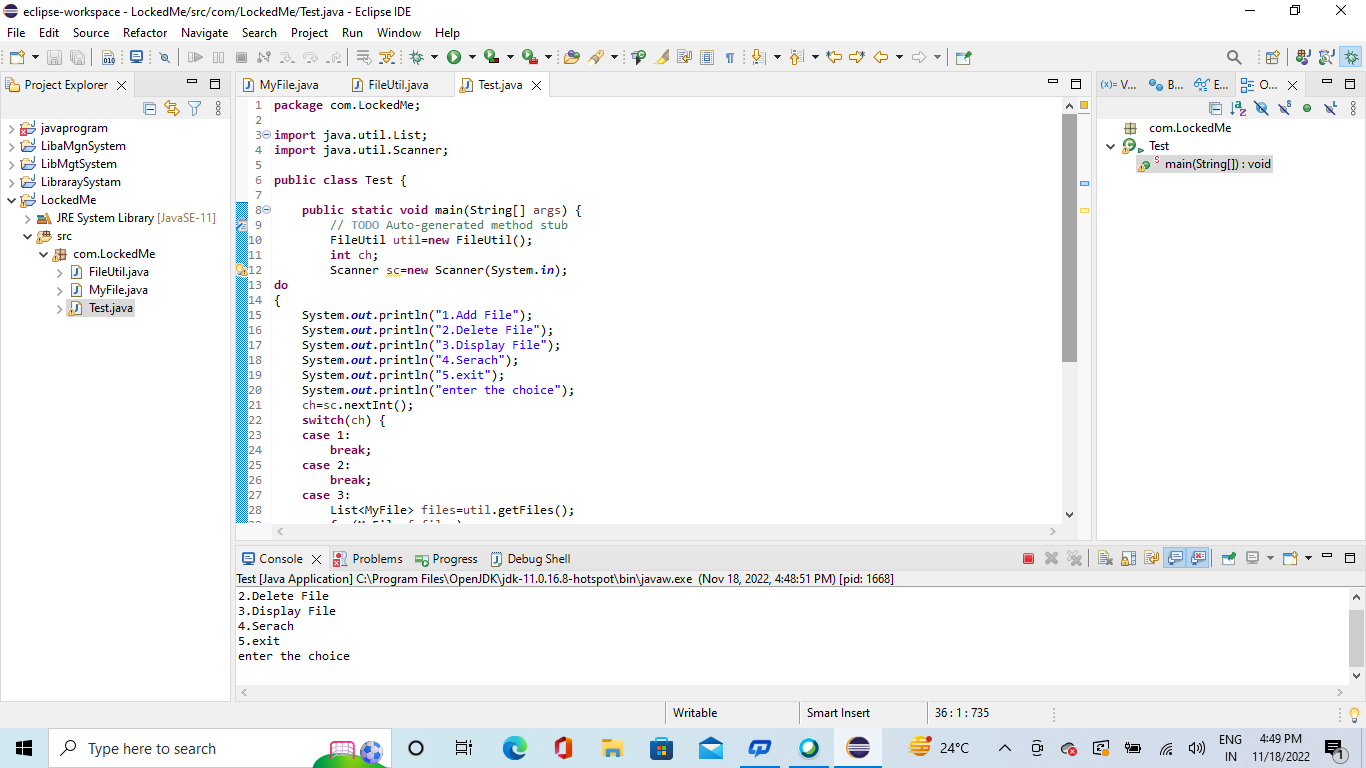 eclipse-workspace - LockedMe/src/com/LockedMe/Test.java - Eclipse IDE
File Edit Source Refactor Navigate Search Project Run Window Help
Project Explorer
javaprogram
LibaMgnSystem
LibMgtSystem
LibraraySystam
LockedMe
JRE System Library [JavaSE-11]
src
com.LockedMe
FileUtil.java
MyFile.java
Test.java
MyFile.java FileUtil.java Test.java
1 package com.LockedMe;
2
3 import java.util.List;
4 import java.util.Scanner;
5
6 public class Test {
7
8 public static void main(String[] args) {
9 // TODO Auto-generated method stub
10 FileUtil util=new FileUtil();
11 int ch;
12 Scanner sc=new Scanner(System.in);
13 do
14 {
15 System.out.println("1.Add File");
16 System.out.println("2.Delete File");
17 System.out.println("3.Display File");
18 System.out.println("4.Serach");
19 System.out.println("5.exit");
20 System.out.println("enter the choice");
21 ch=sc.nextInt();
22 switch(ch) {
23 case 1:
24 break;
25 case 2:
26 break;
27 case 3:
28 List<MyFile> files=util.getFiles();
(x)= V... B... E... O...
com.LockedMe
Test
main(String[]) : void
Console Problems Progress Debug Shell
Test [Java Application] C:\Program Files\OpenJDK\jdk-11.0.16.8-hotspot\bin\javaw.exe (Nov 18, 2022, 4:48:51 PM) [pid: 1668]
2.Delete File
3.Display File
4.Serach
5.exit
enter the choice
Writable Smart Insert 36 : 1 : 735
Type here to search
24°C
ENG
IN
4:49 PM
11/18/2022
1